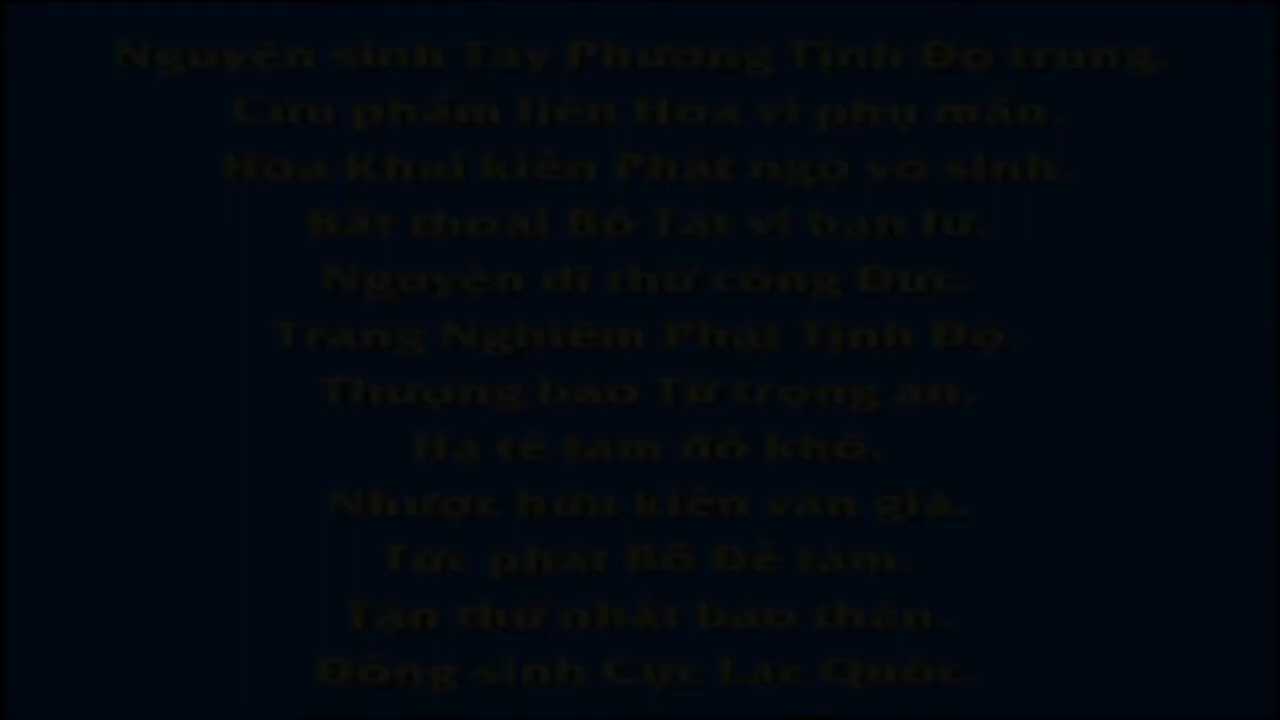 Nguyện sinh Tây Phương Tịnh Độ trung.
Cửu phẩm liên Hoa vi phụ mẫu.
Hoa Khai kiến Phật ngộ vô sinh.
Bất thoái Bồ Tát vi bạn lữ.
Nguyện dĩ thử công Đức.
Trang Nghiêm Phật Tịnh Độ.
Thượng báo Tứ trọng ân.
Hạ tế tam đồ khổ.
Nhược hữu kiến văn giả.
Tức phát Bồ Đề tâm.
Tận thử nhất báo thân.
Đồng sinh Cực Lạc Quốc.